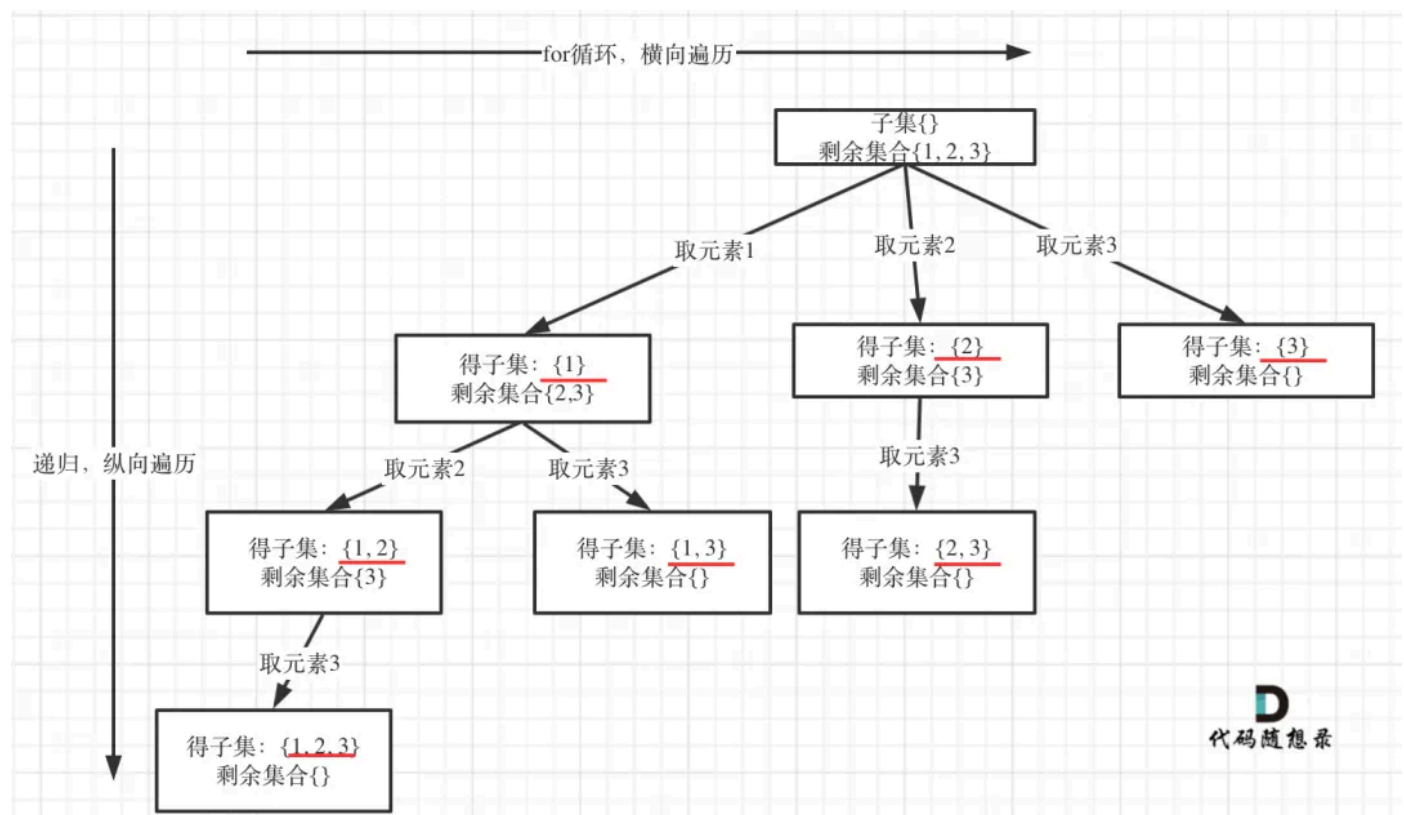 for循环，横向遍历
子集{}
剩余集合{1, 2, 3}
取元素1
取元素2
取元素3
得子集：{1}
剩余集合{2,3}
得子集：{2}
剩余集合{3}
得子集：{3}
剩余集合{}
递归，纵向遍历
取元素2
取元素3
取元素3
得子集：{1, 2}
剩余集合{3}
得子集：{1, 3}
剩余集合{}
得子集：{2, 3}
剩余集合{}
取元素3
得子集：{1, 2, 3}
剩余集合{}
代码随想录